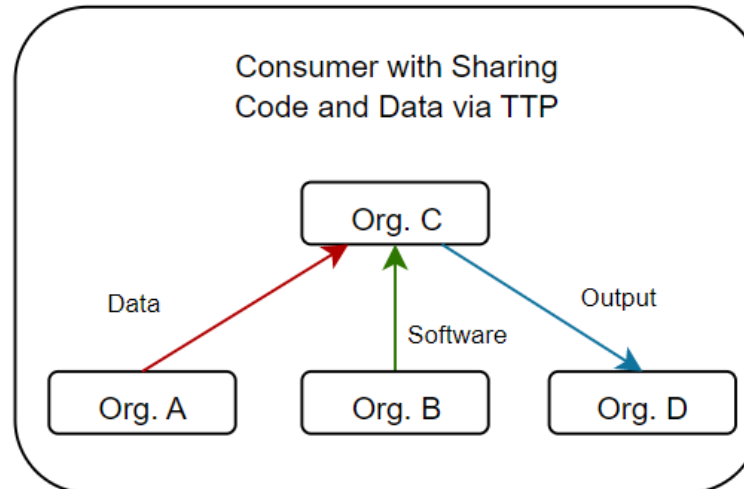 Consumer with Sharing
Code and Data via TTP
Org. C
Data
Output
Software
Org. A
Org. B
Org. D